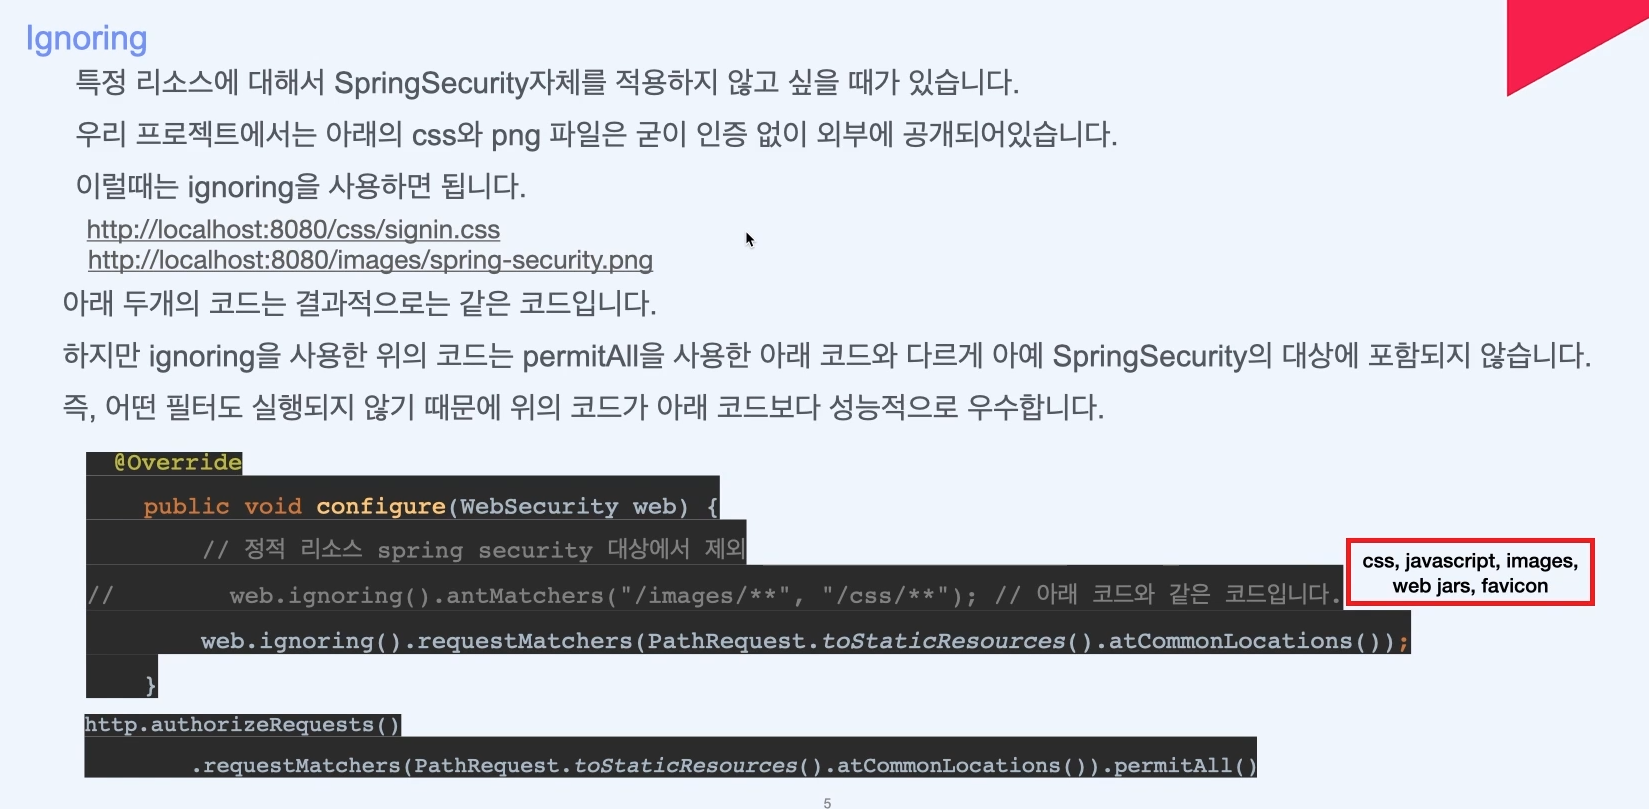 Ignoring
특정 리소스에 대해서 SpringSecurity자체를 적용하지 않고 싶을 때가 있습니다.
우리 프로젝트에서는 아래의 css와 png 파일은 굳이 인증 없이 외부에 공개되어있습니다.
이럴때는 ignoring을 사용하면 됩니다.
http://localhost:8080/css/signin.css
http://localhost:8080/images/spring-security.png
아래 두개의 코드는 결과적으로는 같은 코드입니다.
하지만 ignoring을 사용한 위의 코드는 permitAll을 사용한 아래 코드와 다르게 아예 SpringSecurity의 대상에 포함되지 않습니다.
즉, 어떤 필터도 실행되지 않기 때문에 위의 코드가 아래 코드보다 성능적으로 우수합니다.
@Override
public void configure(WebSecurity web) {
// 정적 리소스 spring security 대상에서 제외
//        web.ignoring().antMatchers("/images/**", "/css/**"); // 아래 코드와 같은 코드입니다.
css, javascript, images,
web jars, favicon
web.ignoring().requestMatchers(PathRequest.toStaticResources().atCommonLocations());
}
http.authorizeRequests()
.requestMatchers(PathRequest.toStaticResources().atCommonLocations()).permitAll()
5